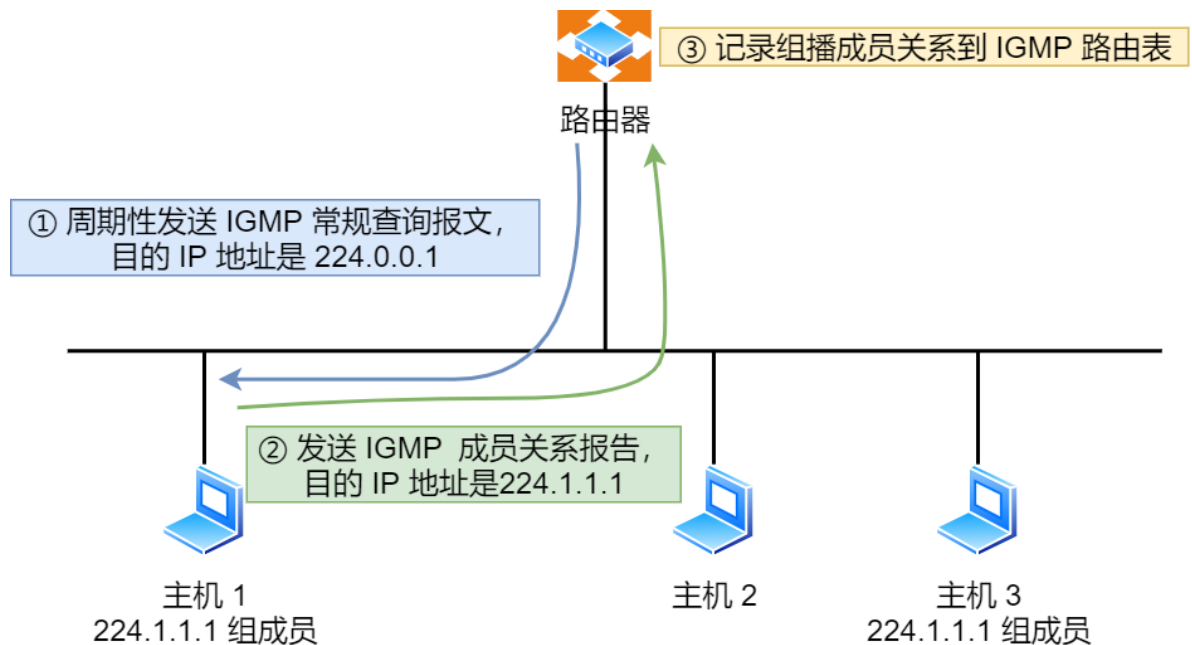 ③ 记录组播成员关系到 IGMP 路由表
路由器
① 周期性发送 IGMP 常规查询报文，
目的 IP 地址是 224.0.0.1
② 发送 IGMP 成员关系报告，
目的 IP 地址是224.1.1.1
主机 1
224.1.1.1 组成员
主机 2
主机 3
224.1.1.1 组成员